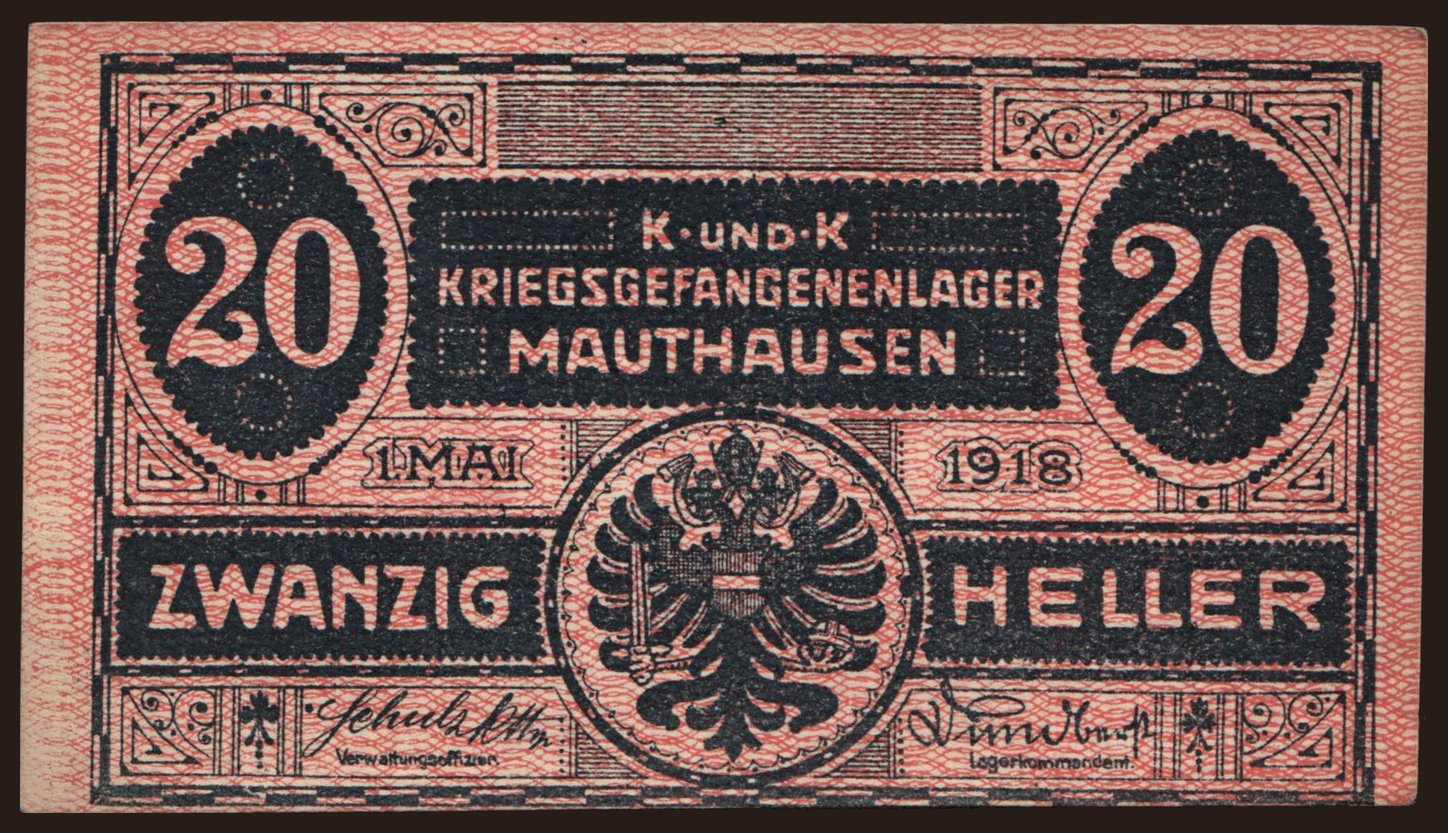 20
K·UND·K
KRIEGSGEFANGENENLAGER
MAUTHAUSEN
20
1. MAI 1918
ZWANZIG HELLER
Verwaltungsoffizier.
Lagerkommandant.